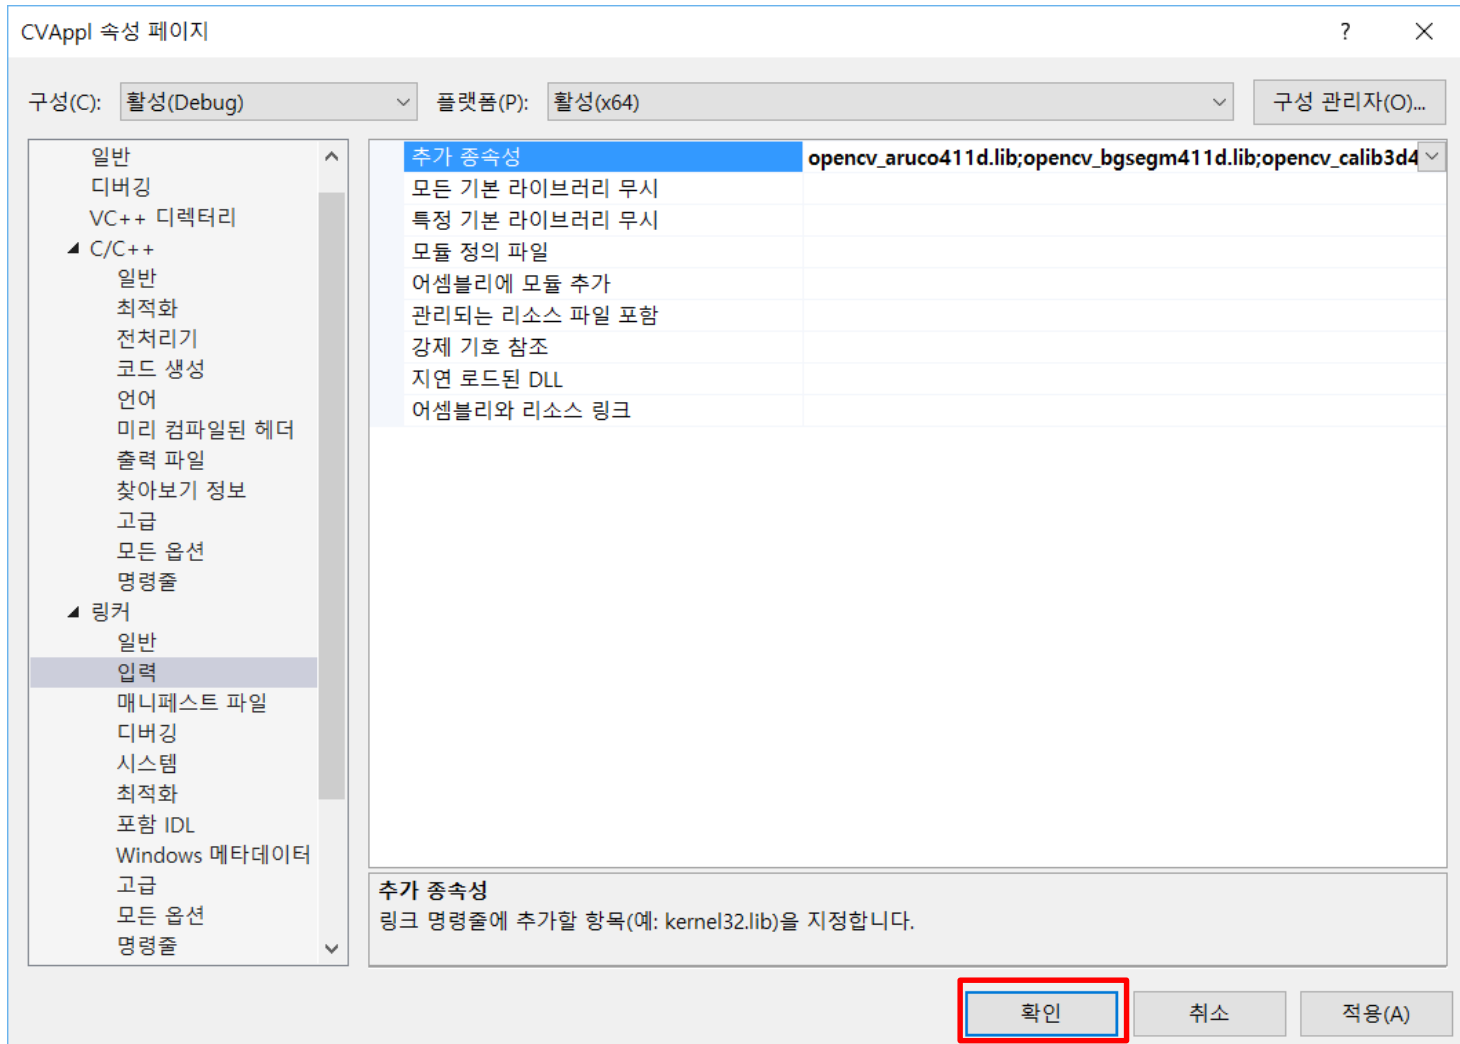 CVAppl 속성 페이지
?
구성(C): 활성(Debug) 플랫폼(P): 활성(x64) 구성 관리자(O)...
일반
디버깅
VC++ 디렉터리
C/C++
일반
최적화
전처리기
코드 생성
언어
미리 컴파일된 헤더
출력 파일
찾아보기 정보
고급
모든 옵션
명령줄
링커
일반
입력
매니페스트 파일
디버깅
시스템
최적화
포함 IDL
Windows 메타데이터
고급
모든 옵션
명령줄
추가 종속성 opencv_aruco411d.lib;opencv_bgsegm411d.lib;opencv_calib3d4
모든 기본 라이브러리 무시
특정 기본 라이브러리 무시
모듈 정의 파일
어셈블리에 모듈 추가
관리되는 리소스 파일 포함
강제 기호 참조
지연 로드된 DLL
어셈블리와 리소스 링크
추가 종속성
링크 명령줄에 추가할 항목(예: kernel32.lib)을 지정합니다.
확인 취소 적용(A)